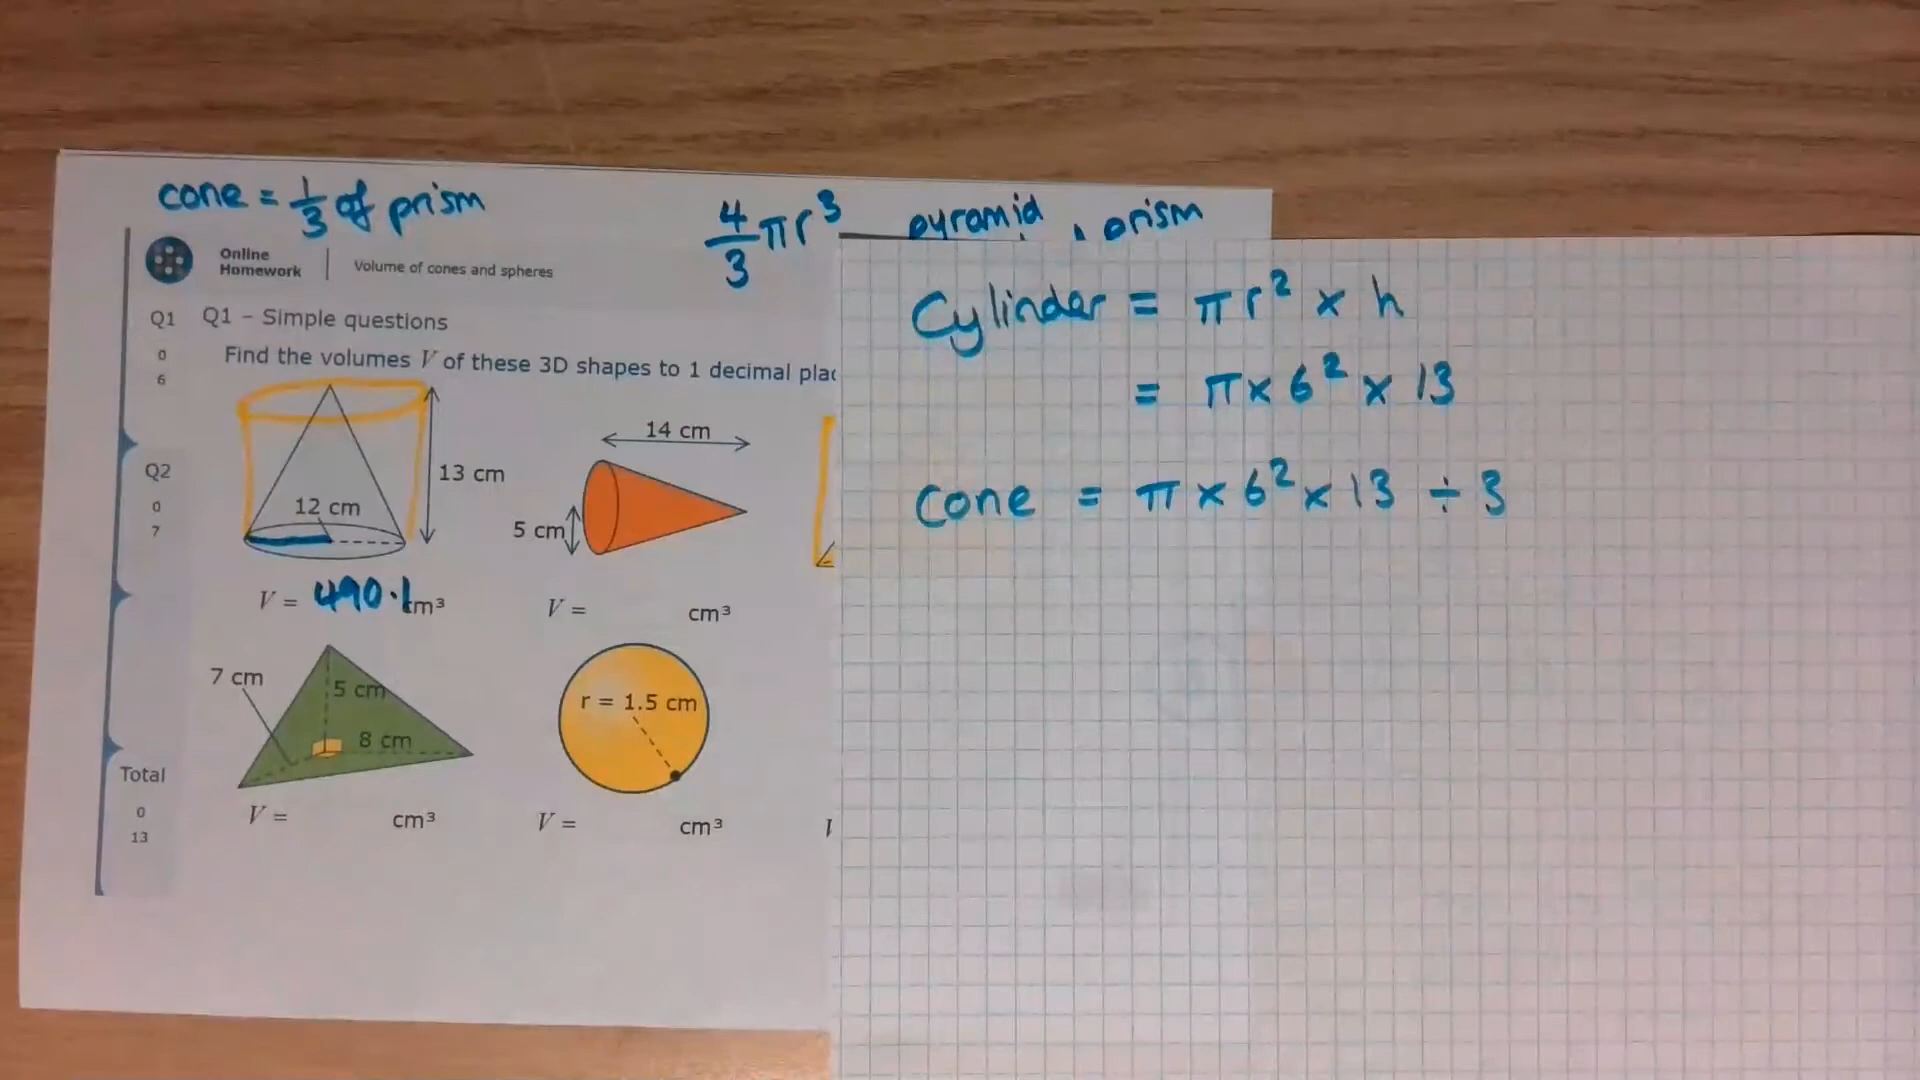 cone = 1/3 of prism
4/3 πr³
pyramid
prism
Online
Homework
Volume of cones and spheres
Q1
0
6
Q2
0
7
Total
0
13
Q1 – Simple questions
Find the volumes V of these 3D shapes to 1 decimal
13 cm
12 cm
V = 490·1 m³
14 cm
5 cm
V = cm³
7 cm
5 cm
8 cm
V = cm³
r = 1.5 cm
V = cm³
Cylinder = πr² × h
= π × 6² × 13
Cone = π × 6² × 13 ÷ 3